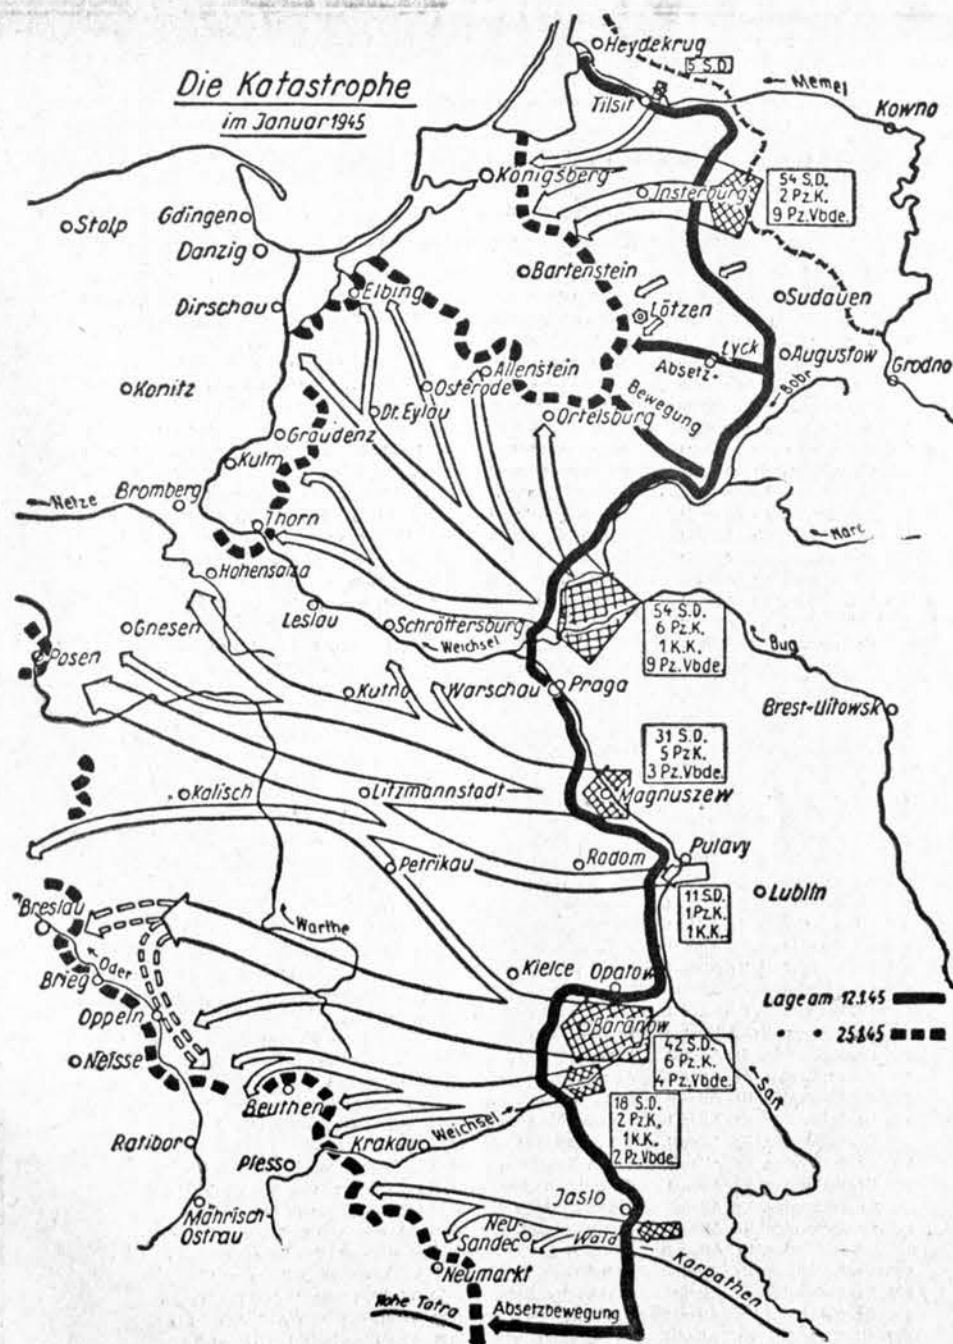 Die Katastrophe
im Januar 1945
Heydekrug
5 S.D.
Memel
Tilsit
Kowno
Königsberg
Insterburg
54 S.D.
2 Pz.K.
9 Pz.Vbde.
Stolp
Gdingen
Danzig
Bartenstein
Elbing
Dirschau
Lötzen
Sudauen
Lyck
Augustow
Absetz-
Bewegung
Grodno
Bobr
Konitz
Allenstein
Osterode
Dt. Eylau
Ortelsburg
Graudenz
Kulm
Bromberg
Netze
Thorn
Hohensalza
Leslau
Gnesen
Schröttersburg
Weichsel
54 S.D.
6 Pz.K.
1 K.K.
9 Pz.Vbde.
Bug
Posen
Kutno
Warschau
Praga
Brest-Litowsk
31 S.D.
5 Pz.K.
3 Pz.Vbde.
Magnuszew
Kalisch
Litzmannstadt
Petrikau
Radom
Pulavy
Lublin
11 S.D.
1 Pz.K.
1 K.K.
Breslau
Warthe
Oder
Brieg
Kielce
Opatow
Lage am 12.1.45
" " 25.1.45
Oppeln
Baranow
42 S.D.
6 Pz.K.
4 Pz.Vbde.
Neisse
San
Beuthen
Weichsel
18 S.D.
2 Pz.K.
1 K.K.
2 Pz.Vbde.
Ratibor
Krakau
Plesso
Jaslo
Mährisch-
Ostrau
Neu-
Sandec
Wald
Karpathen
Neumarkt
Hohe Tatra
Absetzbewegung